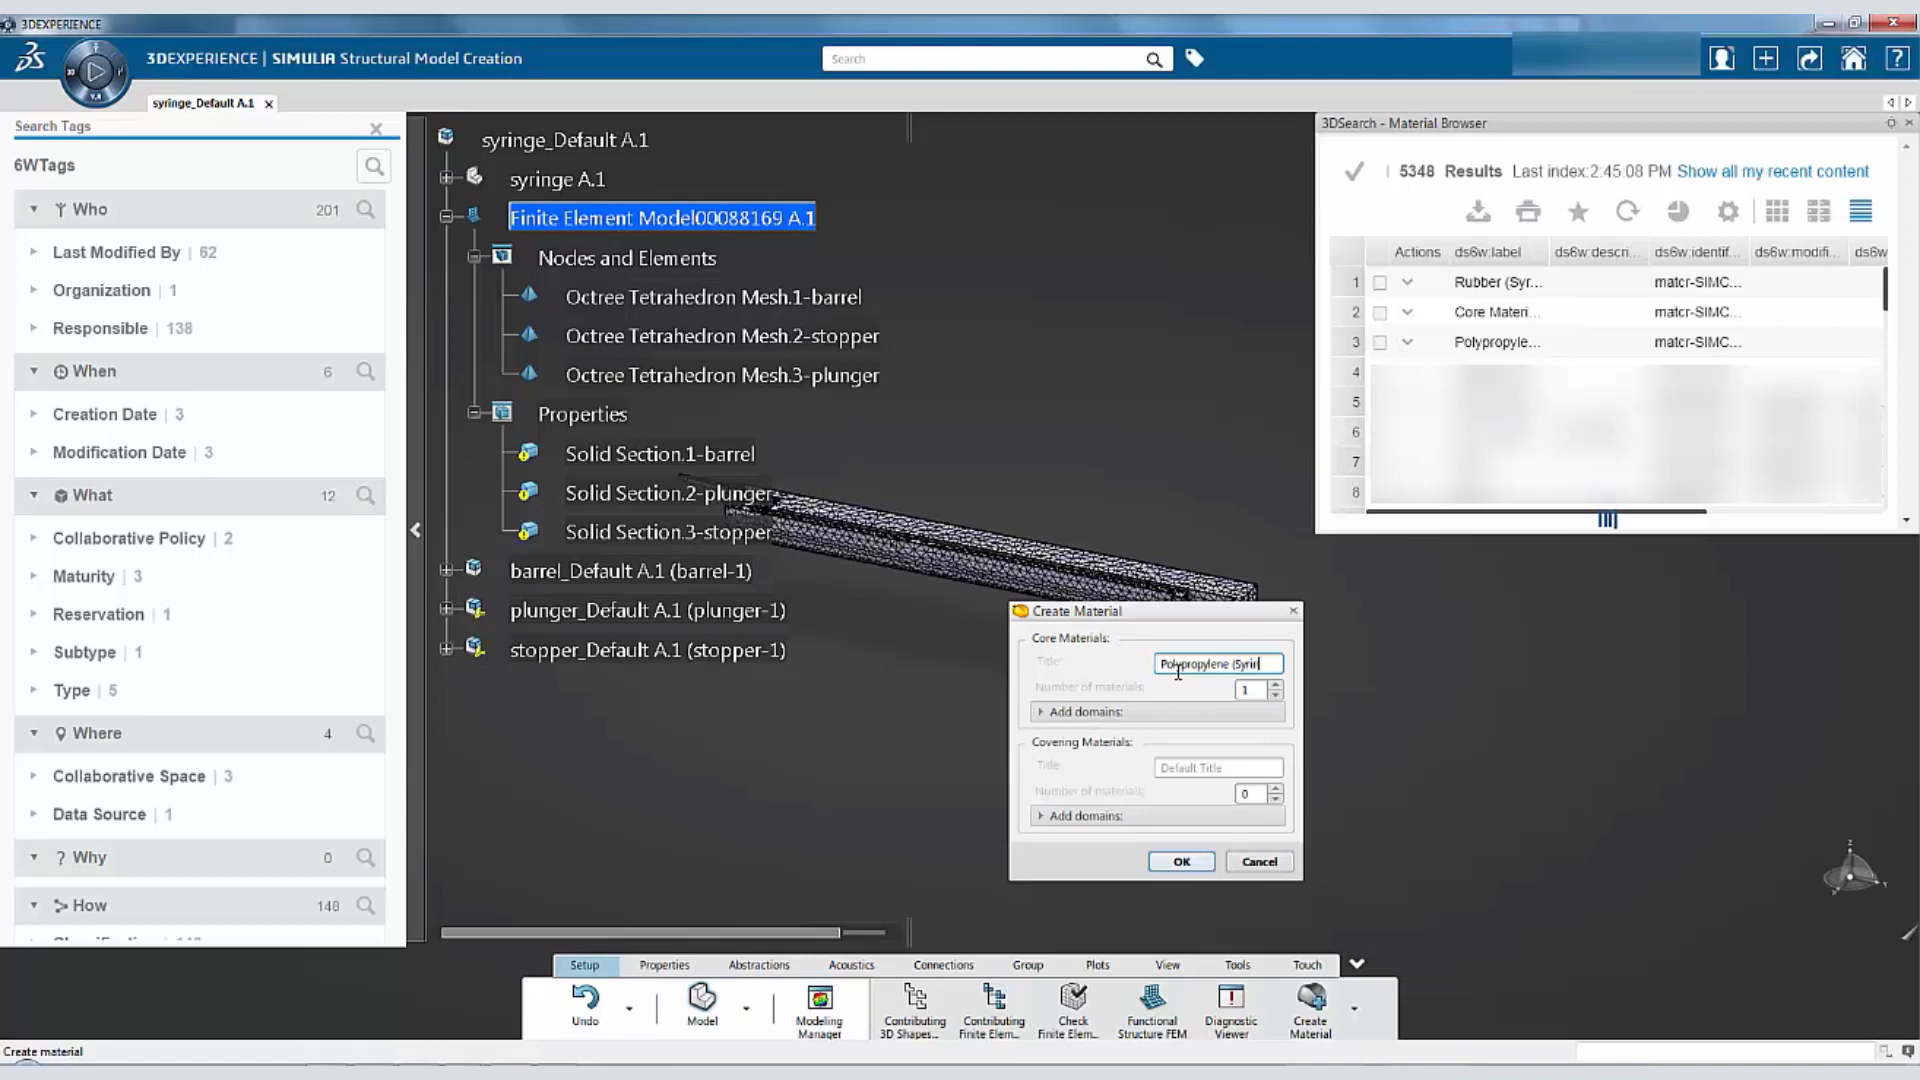 3DEXPERIENCE
3DEXPERIENCE | SIMULIA Structural Model Creation
Search
syringe_Default A.1
Search Tags
6WTags
Who 201
Last Modified By | 62
Organization | 1
Responsible | 138
When 6
Creation Date | 3
Modification Date | 3
What 12
Collaborative Policy | 2
Maturity | 3
Reservation | 1
Subtype | 1
Type | 5
Where 4
Collaborative Space | 3
Data Source | 1
? Why 0
How 148
syringe_Default A.1
syringe A.1
Finite Element Model00088169 A.1
Nodes and Elements
Octree Tetrahedron Mesh.1-barrel
Octree Tetrahedron Mesh.2-stopper
Octree Tetrahedron Mesh.3-plunger
Properties
Solid Section.1-barrel
Solid Section.2-plunger
Solid Section.3-stopper
barrel_Default A.1 (barrel-1)
plunger_Default A.1 (plunger-1)
stopper_Default A.1 (stopper-1)
3DSearch - Material Browser
| 5348 Results Last index:2:45:08 PM Show all my recent content
Actions ds6w:label ds6w:descri... ds6w:identif... ds6w:modifi... ds6w
1 Rubber (Syr... matcr-SIMC...
2 Core Materi... matcr-SIMC...
3 Polypropyle... matcr-SIMC...
4
5
6
7
8
Create Material
Core Materials:
Title: Polypropylene (Syrin
Number of materials: 1
Add domains:
Covering Materials:
Title: Default Title
Number of materials: 0
Add domains:
OK Cancel
Setup Properties Abstractions Acoustics Connections Group Plots View Tools Touch
Undo
Model
Modeling Manager
Contributing 3D Shapes...
Contributing Finite Elem...
Check Finite Elem...
Functional Structure FEM
Diagnostic Viewer
Create Material
Create material